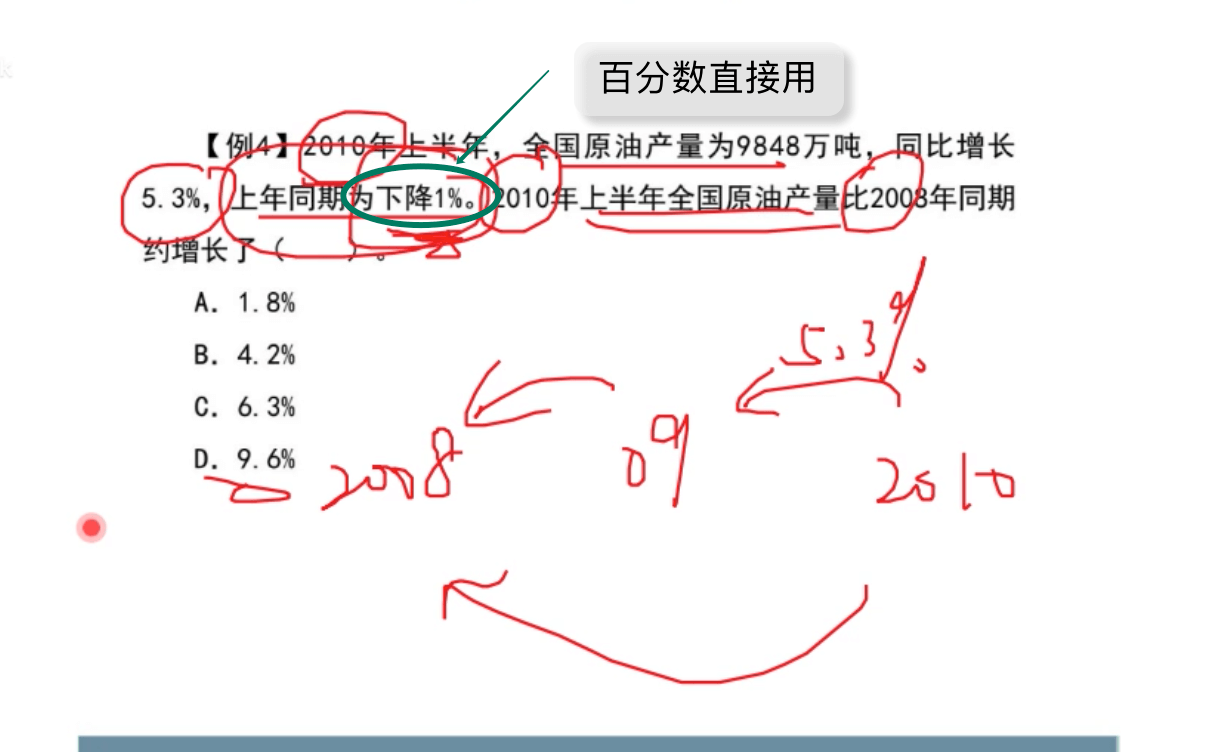 百分数直接用
【例4】2010年上半年，全国原油产量为9848万吨，同比增长
5.3%，上年同期为下降1%。2010年上半年全国原油产量比2008年同期
约增长了（ ）。
A. 1.8%
B. 4.2%
C. 6.3%
D. 9.6%
5.3%
2008 09 2010